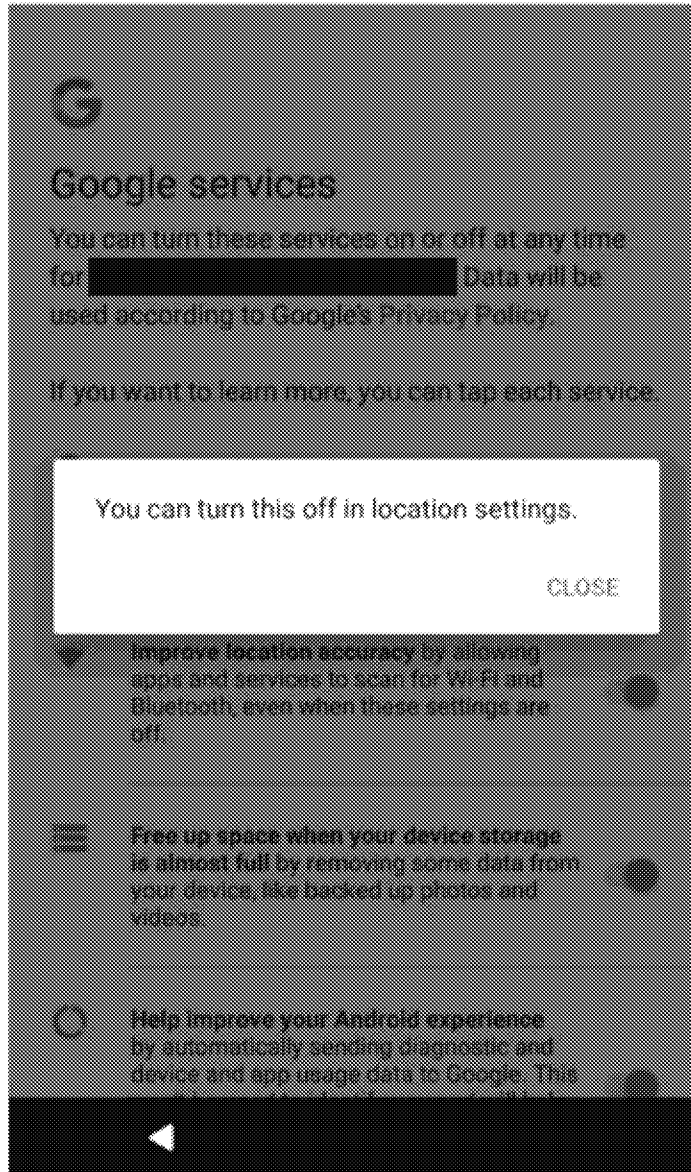 G
Google services
You can turn these services on or off at any time
for Data will be
used according to Google's Privacy Policy.
If you want to learn more, you can tap each service.
You can turn this off in location settings.
CLOSE
Improve location accuracy by allowing
apps and services to scan for Wi-Fi and
Bluetooth, even when these settings are
off.
Free up space when your device storage
is almost full by removing some data from
your device, like backed up photos and
videos.
Help improve your Android experience
by automatically sending diagnostic and
device and app usage data to Google. This